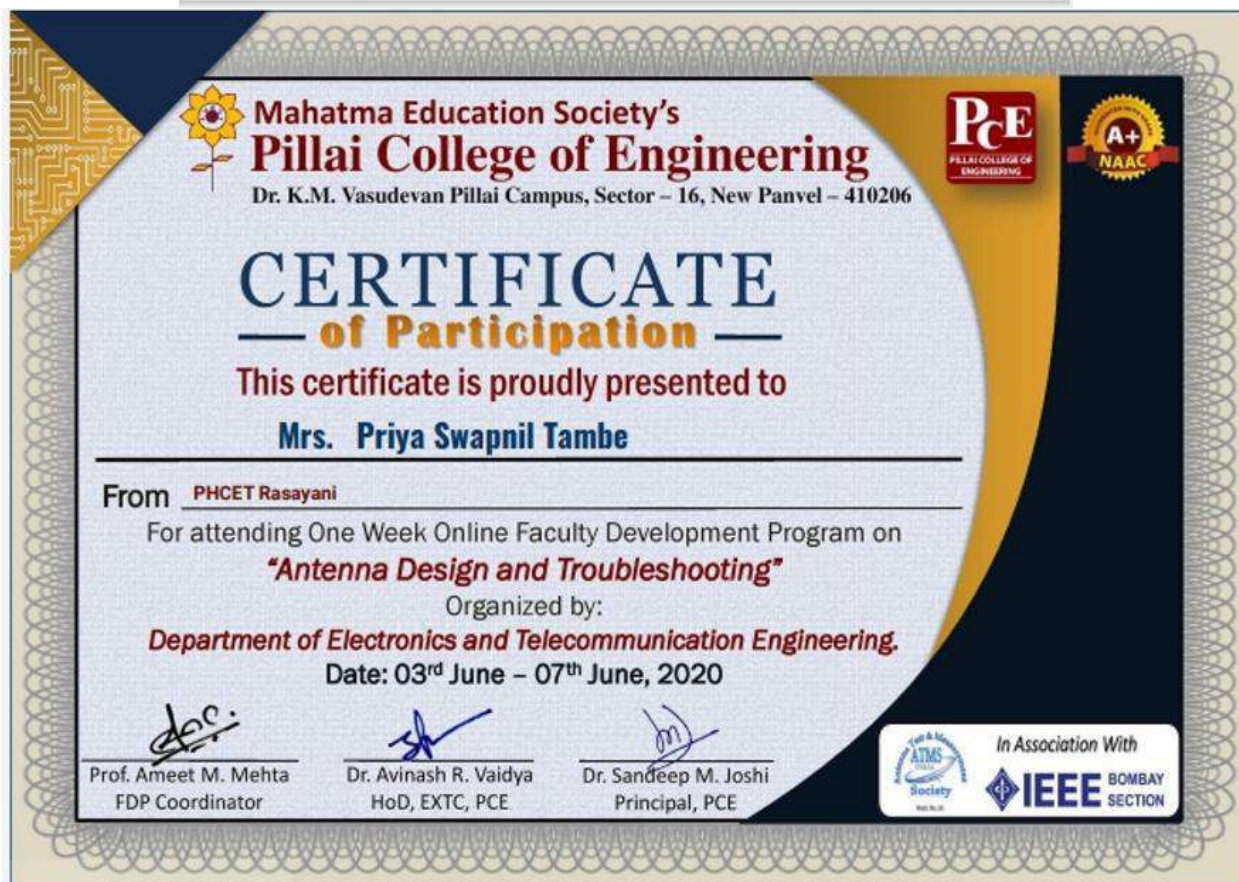 Mahatma Education Society's
Pillai College of Engineering
Dr. K.M. Vasudevan Pillai Campus, Sector – 16, New Panvel – 410206
PCE
PILLAI COLLEGE OF
ENGINEERING
A+
NAAC
CERTIFICATE
of Participation
This certificate is proudly presented to
Mrs. Priya Swapnil Tambe
From PHCET Rasayani
For attending One Week Online Faculty Development Program on
“Antenna Design and Troubleshooting”
Organized by:
Department of Electronics and Telecommunication Engineering.
Date: 03rd June – 07th June, 2020
Prof. Ameet M. Mehta
FDP Coordinator
Dr. Avinash R. Vaidya
HoD, EXTC, PCE
Dr. Sandeep M. Joshi
Principal, PCE
ATMS
Society
In Association With
IEEE BOMBAY
SECTION